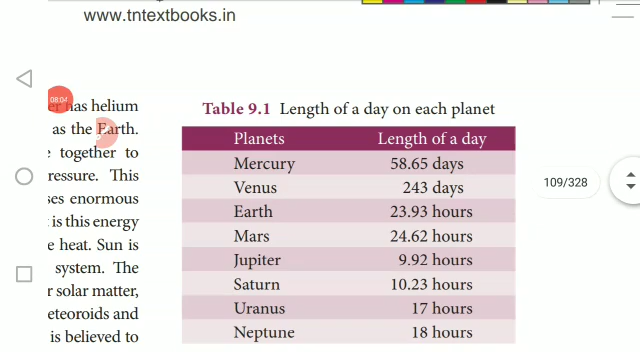 www.tntextbooks.in
08:04
has helium
as the Earth.
together to
ressure. This
es enormous
is this energy
e heat. Sun is
system. The
r solar matter,
eteoroids and
is believed to
Table 9.1 Length of a day on each planet
Planets Length of a day
Mercury 58.65 days
Venus 243 days
Earth 23.93 hours
Mars 24.62 hours
Jupiter 9.92 hours
Saturn 10.23 hours
Uranus 17 hours
Neptune 18 hours
109/328